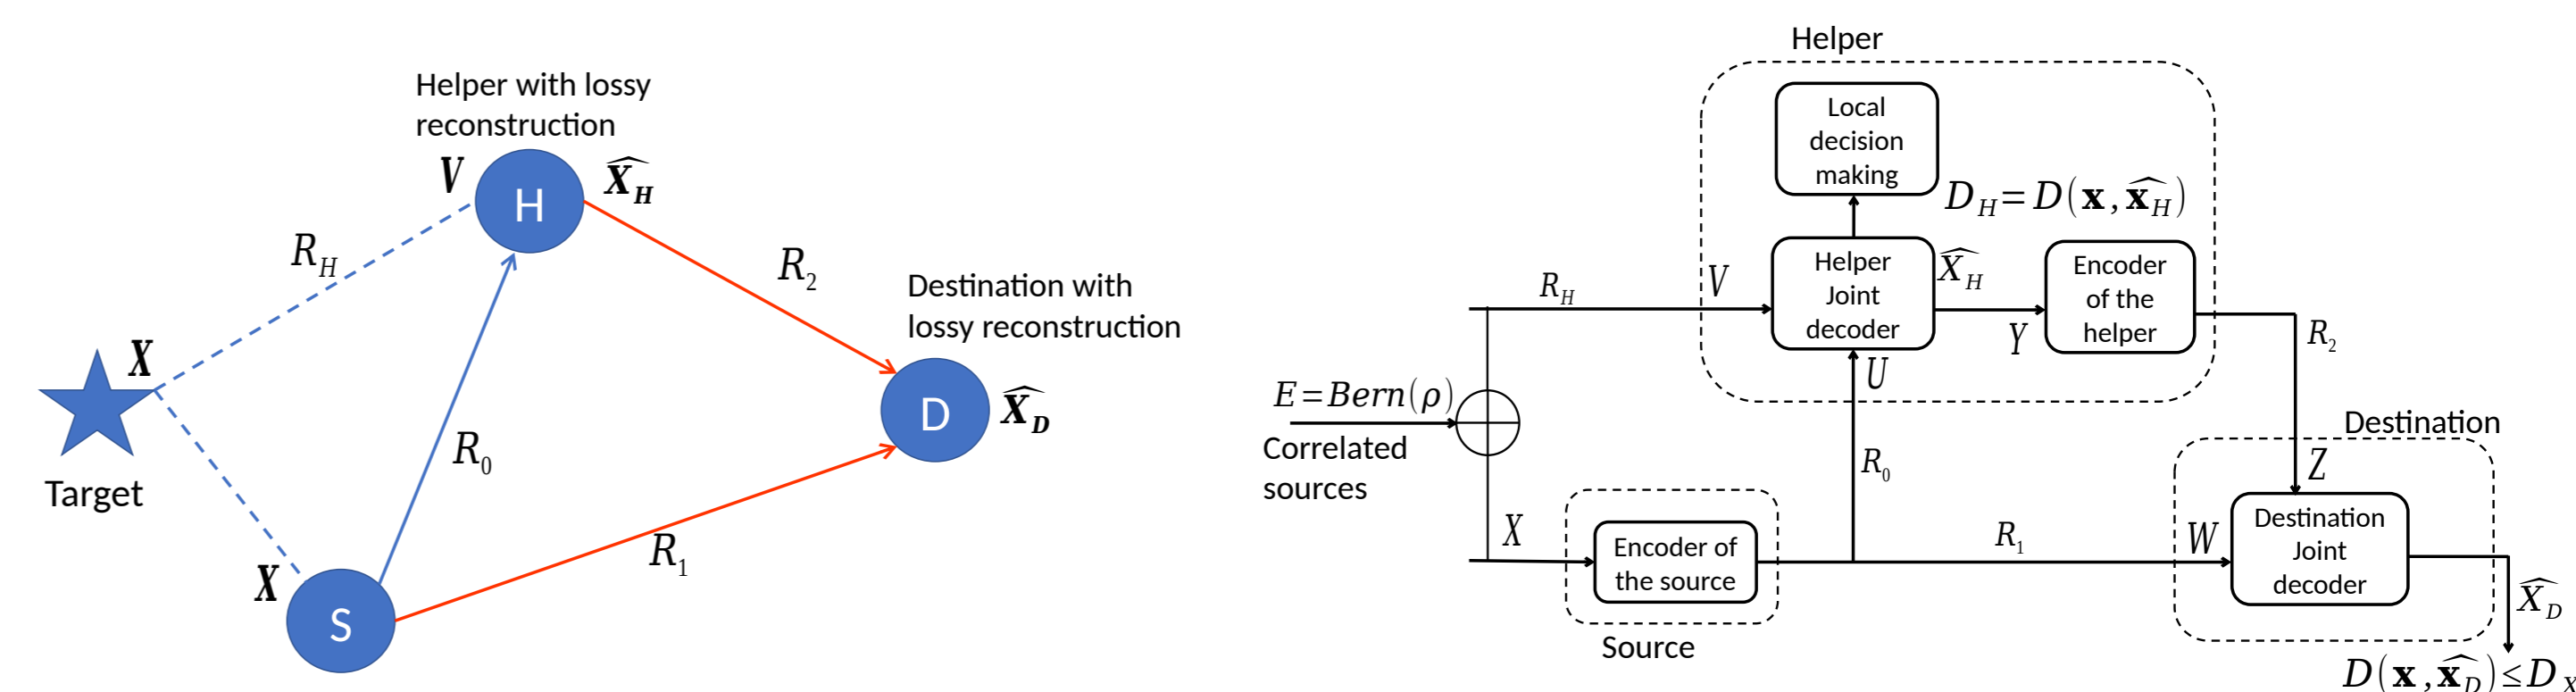 Helper with lossy
reconstruction
V
H
X̂_H
R_H
R_2
Destination with
lossy reconstruction
X
D
X̂_D
Target
R_0
X
S
R_1
Helper
Local
decision
making
D_H=D(x,x̂_H)
R_H
V
Helper
Joint
decoder
X̂_H
Y
Encoder
of the
helper
R_2
U
E=Bern(ρ)
Correlated
sources
R_0
Destination
Z
X
Encoder of
the source
R_1
W
Destination
Joint
decoder
X̂_D
Source
D(x,x̂_D)≤D_X